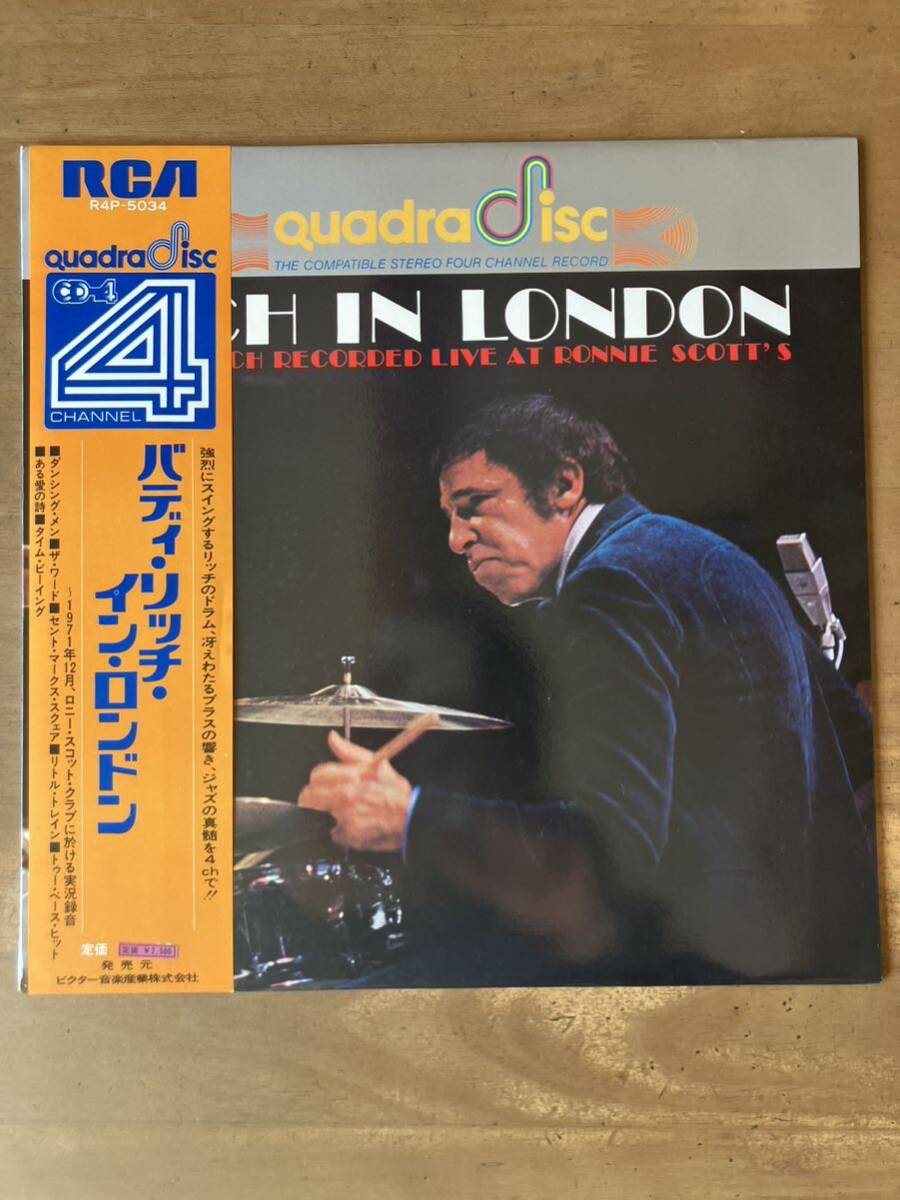 RCA
R4P-5034
quadradisc
CD-4
4
CHANNEL
バディ・リッチ・
イン・ロンドン
強烈にスイングするリッチのドラム、冴えわたるブラスの響き、ジャズの真髄を4chで!!
〜1971年12月、ロニー・スコット・クラブに於ける実況録音
■ダンシング・メン■ザ・ワード■セント・マークス・スクェア■リトル・トレイン■トゥー・ベース・ヒット
■ある愛の詩■タイム・ビーイング
定価
定価 ¥2,500
発売元
ビクター音楽産業株式会社
quadradisc
THE COMPATIBLE STEREO FOUR CHANNEL RECORD
CH IN LONDON
CH RECORDED LIVE AT RONNIE SCOTT'S